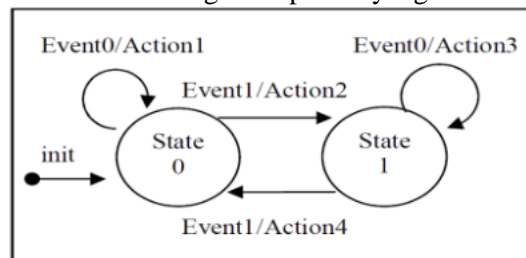 Event0/Action1
Event0/Action3
Event1/Action2
State
0
State
1
init
Event1/Action4